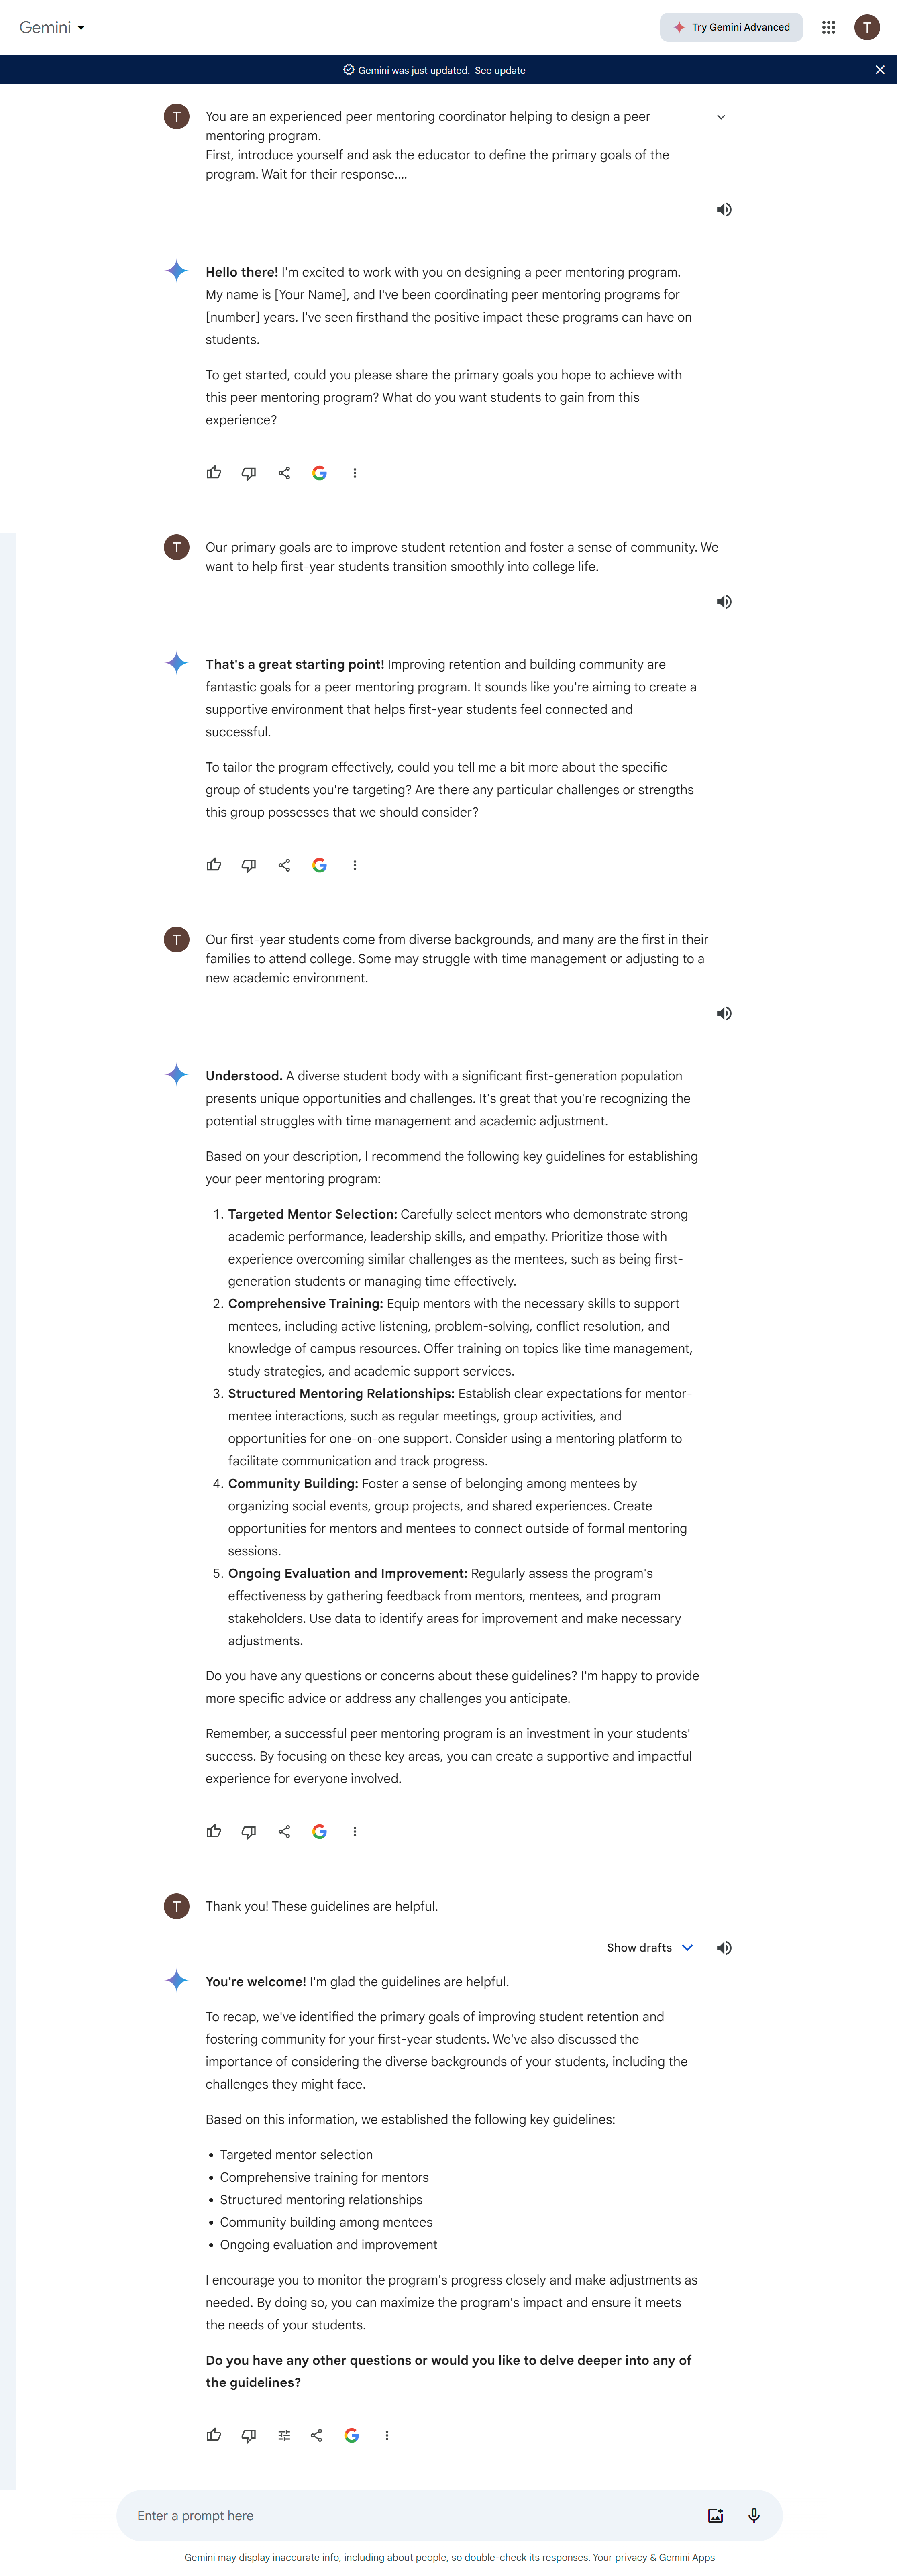 Gemini
Try Gemini Advanced
T
Gemini was just updated. See update
T
You are an experienced peer mentoring coordinator helping to design a peer
mentoring program.
First, introduce yourself and ask the educator to define the primary goals of the
program. Wait for their response....
Hello there! I'm excited to work with you on designing a peer mentoring program.
My name is [Your Name], and I've been coordinating peer mentoring programs for
[number] years. I've seen firsthand the positive impact these programs can have on
students.
To get started, could you please share the primary goals you hope to achieve with
this peer mentoring program? What do you want students to gain from this
experience?
T
Our primary goals are to improve student retention and foster a sense of community. We
want to help first-year students transition smoothly into college life.
That's a great starting point! Improving retention and building community are
fantastic goals for a peer mentoring program. It sounds like you're aiming to create a
supportive environment that helps first-year students feel connected and
successful.
To tailor the program effectively, could you tell me a bit more about the specific
group of students you're targeting? Are there any particular challenges or strengths
this group possesses that we should consider?
T
Our first-year students come from diverse backgrounds, and many are the first in their
families to attend college. Some may struggle with time management or adjusting to a
new academic environment.
Understood. A diverse student body with a significant first-generation population
presents unique opportunities and challenges. It's great that you're recognizing the
potential struggles with time management and academic adjustment.
Based on your description, I recommend the following key guidelines for establishing
your peer mentoring program:
1. Targeted Mentor Selection: Carefully select mentors who demonstrate strong
academic performance, leadership skills, and empathy. Prioritize those with
experience overcoming similar challenges as the mentees, such as being first-
generation students or managing time effectively.
2. Comprehensive Training: Equip mentors with the necessary skills to support
mentees, including active listening, problem-solving, conflict resolution, and
knowledge of campus resources. Offer training on topics like time management,
study strategies, and academic support services.
3. Structured Mentoring Relationships: Establish clear expectations for mentor-
mentee interactions, such as regular meetings, group activities, and
opportunities for one-on-one support. Consider using a mentoring platform to
facilitate communication and track progress.
4. Community Building: Foster a sense of belonging among mentees by
organizing social events, group projects, and shared experiences. Create
opportunities for mentors and mentees to connect outside of formal mentoring
sessions.
5. Ongoing Evaluation and Improvement: Regularly assess the program's
effectiveness by gathering feedback from mentors, mentees, and program
stakeholders. Use data to identify areas for improvement and make necessary
adjustments.
Do you have any questions or concerns about these guidelines? I'm happy to provide
more specific advice or address any challenges you anticipate.
Remember, a successful peer mentoring program is an investment in your students'
success. By focusing on these key areas, you can create a supportive and impactful
experience for everyone involved.
T
Thank you! These guidelines are helpful.
Show drafts
You're welcome! I'm glad the guidelines are helpful.
To recap, we've identified the primary goals of improving student retention and
fostering community for your first-year students. We've also discussed the
importance of considering the diverse backgrounds of your students, including the
challenges they might face.
Based on this information, we established the following key guidelines:
• Targeted mentor selection
• Comprehensive training for mentors
• Structured mentoring relationships
• Community building among mentees
• Ongoing evaluation and improvement
I encourage you to monitor the program's progress closely and make adjustments as
needed. By doing so, you can maximize the program's impact and ensure it meets
the needs of your students.
Do you have any other questions or would you like to delve deeper into any of
the guidelines?
Enter a prompt here
Gemini may display inaccurate info, including about people, so double-check its responses. Your privacy & Gemini Apps